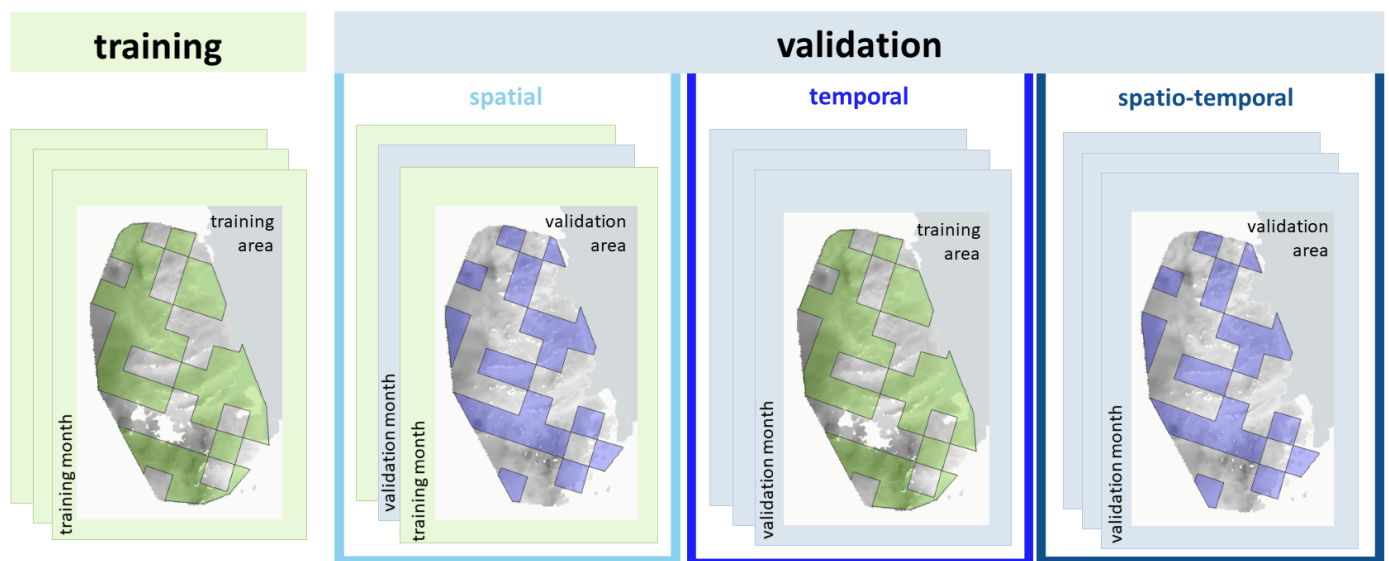 training
validation
spatial
temporal
spatio-temporal
training
area
training month
validation
area
validation month
training month
training
area
validation month
validation
area
validation month